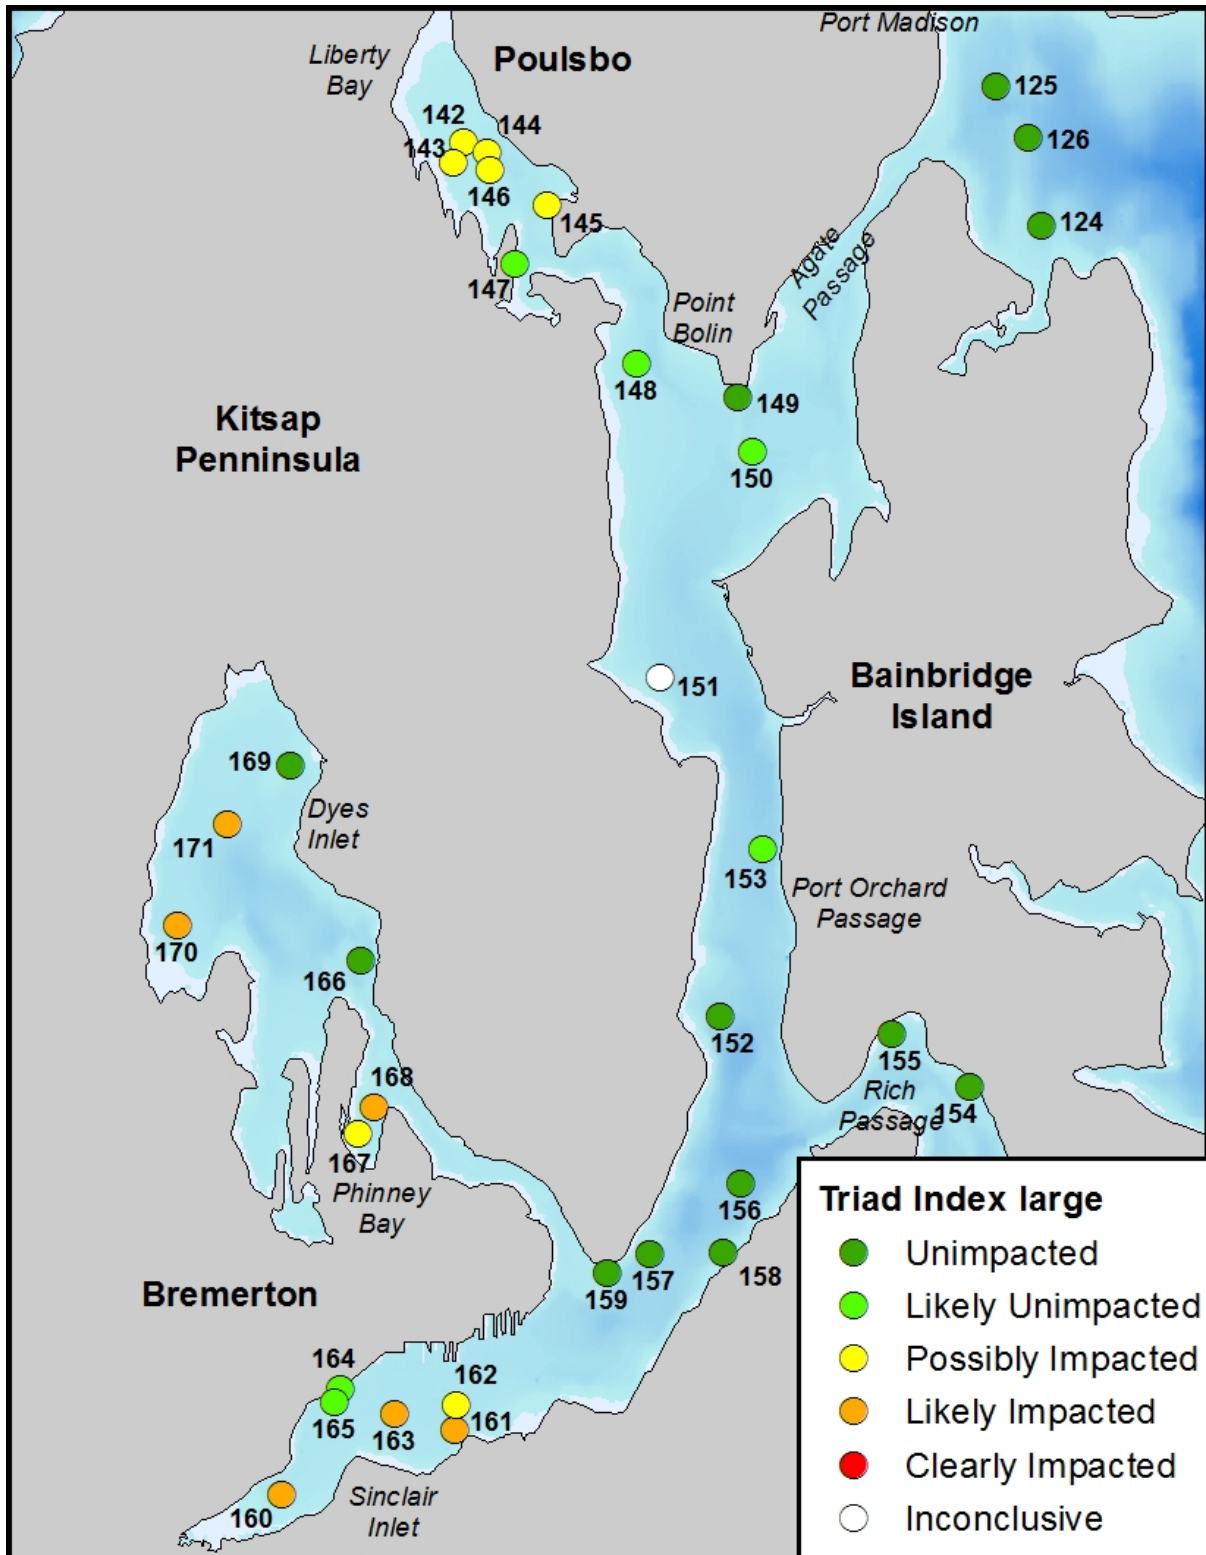 Port Madison
Liberty
Bay
Poulsbo
125
142
144
126
143
146
145
124
147
Agate
Passage
Point
Bolin
148
149
Kitsap
Penninsula
150
151
Bainbridge
Island
169
Dyes
Inlet
171
153
Port Orchard
Passage
170
166
152
155
168
Rich
Passage
154
167
Phinney
Bay
156
Bremerton
159
157
158
164
162
165
163
161
160
Sinclair
Inlet
Triad Index large
Unimpacted
Likely Unimpacted
Possibly Impacted
Likely Impacted
Clearly Impacted
Inconclusive